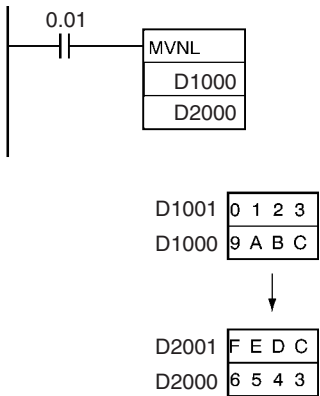 0.01
MVNL
D1000
D2000
D1001 0 1 2 3
D1000 9 A B C
D2001 F E D C
D2000 6 5 4 3